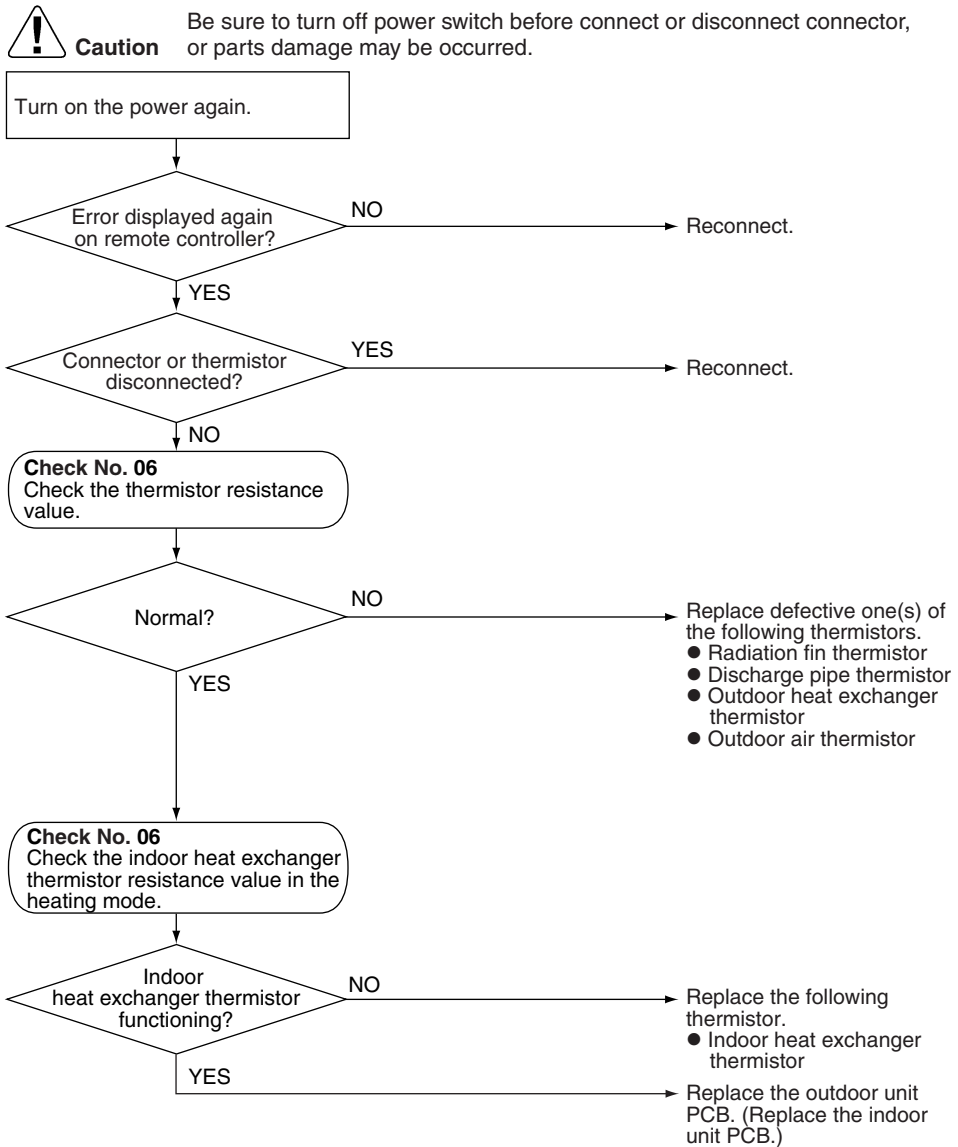 Caution
Be sure to turn off power switch before connect or disconnect connector,
or parts damage may be occurred.
Turn on the power again.
Error displayed again
on remote controller?
NO
Reconnect.
YES
Connector or thermistor
disconnected?
YES
Reconnect.
NO
Check No. 06
Check the thermistor resistance
value.
Normal?
NO
Replace defective one(s) of
the following thermistors.
● Radiation fin thermistor
● Discharge pipe thermistor
● Outdoor heat exchanger
thermistor
● Outdoor air thermistor
YES
Check No. 06
Check the indoor heat exchanger
thermistor resistance value in the
heating mode.
Indoor
heat exchanger thermistor
functioning?
NO
Replace the following
thermistor.
● Indoor heat exchanger
thermistor
YES
Replace the outdoor unit
PCB. (Replace the indoor
unit PCB.)